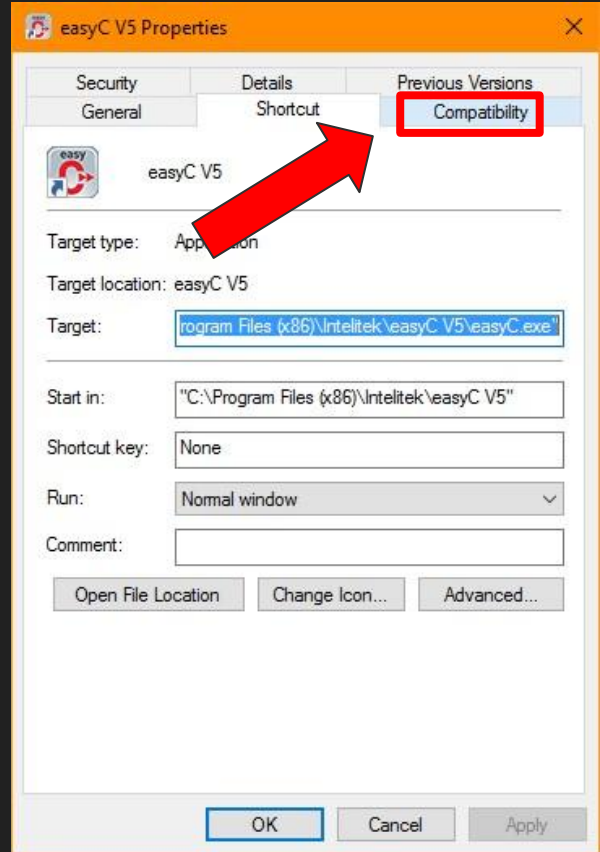 easyC V5 Properties
Security Details Previous Versions
General Shortcut Compatibility
easy
easyC V5
Target type: Application
Target location: easyC V5
Target: rogram Files (x86)\Intelitek\easyC V5\easyC.exe"
Start in: "C:\Program Files (x86)\Intelitek\easyC V5"
Shortcut key: None
Run: Normal window
Comment:
Open File Location Change Icon... Advanced...
OK Cancel Apply